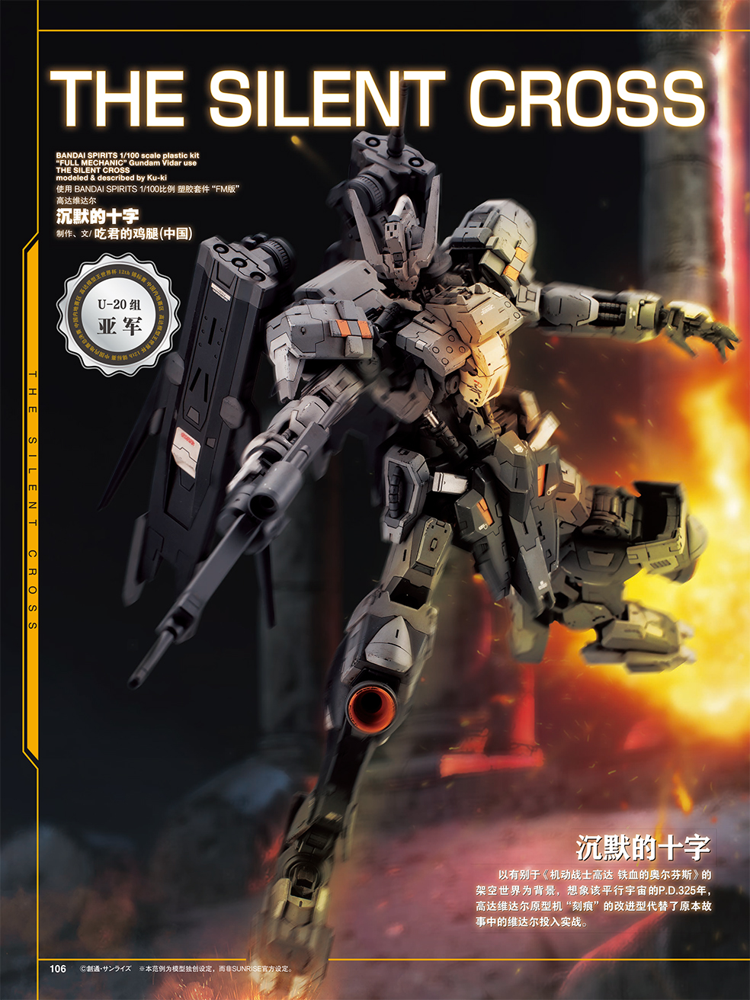 THE SILENT CROSS
BANDAI SPIRITS 1/100 scale plastic kit
“FULL MECHANIC” Gundam Vidar use
THE SILENT CROSS
modeled & described by Ku-ki
使用 BANDAI SPIRITS 1/100比例 塑胶套件 “FM版”
高达维达尔
沉默的十字
制作、文/ 吃君的鸡腿(中国)
U-20 组
亚 军
THE SILENT CROSS
沉默的十字
以有别于《机动战士高达 铁血的奥尔芬斯》的
架空世界为背景，想象该平行宇宙的P.D.325年，
高达维达尔原型机“刻痕”的改进型代替了原本故
事中的维达尔投入实战。
106
©創通・サンライズ ※本范例为模型独创设定，而非SUNRISE官方设定。